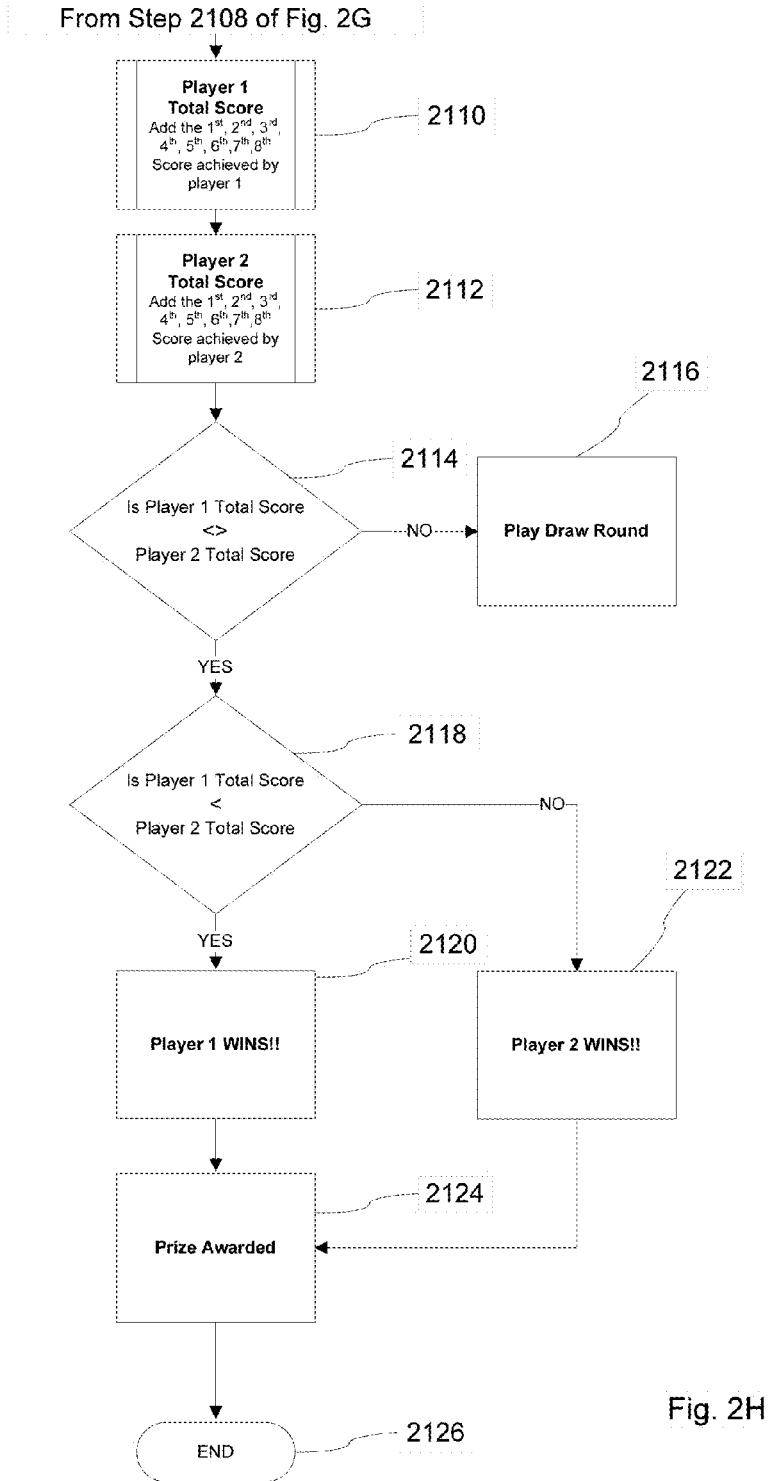 From Step 2108 of Fig. 2G
Player 1
Total Score
Add the 1st, 2nd, 3rd,
4th, 5th, 6th,7th,8th
Score achieved by
player 1
2110
Player 2
Total Score
Add the 1st, 2nd, 3rd,
4th, 5th, 6th,7th,8th
Score achieved by
player 2
2112
2116
2114
Is Player 1 Total Score
<>
Player 2 Total Score
NO
Play Draw Round
YES
2118
Is Player 1 Total Score
<
Player 2 Total Score
NO
2122
YES
2120
Player 1 WINS!!
Player 2 WINS!!
2124
Prize Awarded
Fig. 2H
2126
END